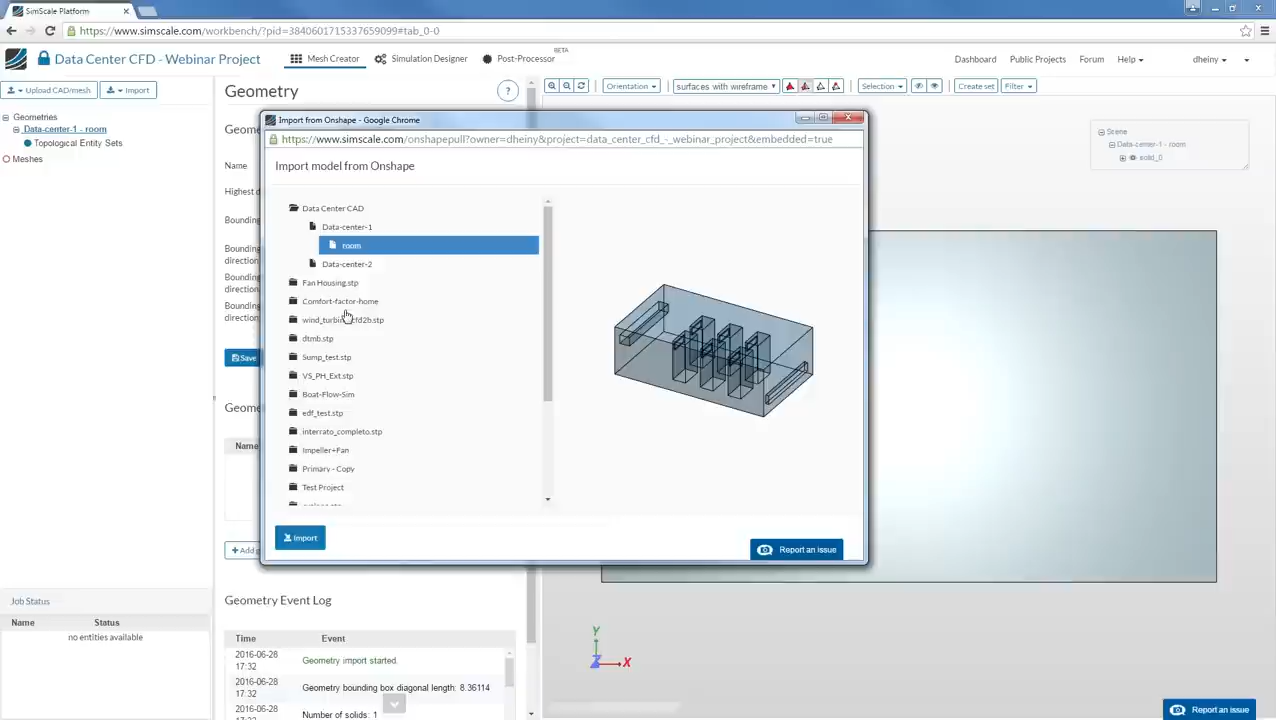 SimScale Platform
https://www.simscale.com/workbench/?pid=3840601715337659099#tab_0-0
Data Center CFD - Webinar Project
Mesh Creator
Simulation Designer
Post-Processor
BETA
Dashboard
Public Projects
Forum
Help
dheiny
Upload CAD/mesh
Import
Geometries
Data-center-1 - room
Topological Entity Sets
Meshes
Geometry
?
Orientation
surfaces with wireframe
Selection
Create set
Filter
Scene
Data-center-1 - room
solid_0
Name
Highest d
Bounding
Bounding
direction
Bounding
direction
Bounding
direction
Save
Name
Import from Onshape - Google Chrome
https://www.simscale.com/onshapepull?owner=dheiny&project=data_center_cfd_-_webinar_project&embedded=true
Import model from Onshape
Data Center CAD
Data-center-1
room
Data-center-2
Fan Housing.stp
Comfort-factor-home
wind_turbin cfd2b.stp
dtmb.stp
Sump_test.stp
VS_PH_Ext.stp
Boat-Flow-Sim
edf_test.stp
interrato_completo.stp
Impeller+Fan
Primary - Copy
Test Project
Import
Report an issue
Add g
Geometry Event Log
Time Event
2016-06-28
17:32
Geometry import started.
2016-06-28
17:32
Geometry bounding box diagonal length: 8.36114
2016-06-28
17:32
Number of solids: 1
Job Status
Name Status
no entities available
Y
X
Z
Report an issue